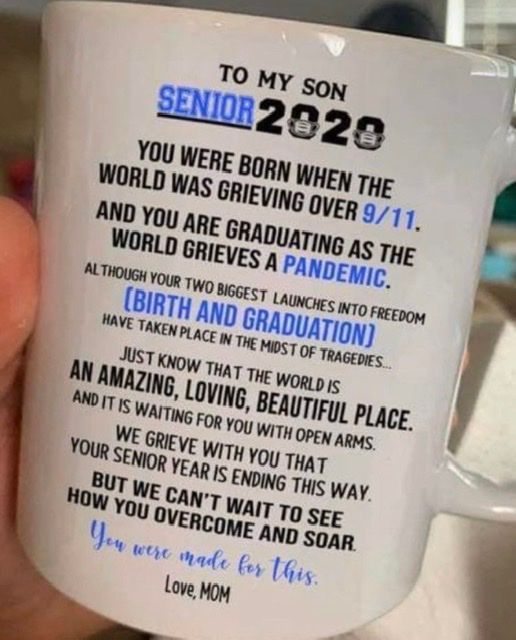 TO MY SON
SENIOR 2020
YOU WERE BORN WHEN THE
WORLD WAS GRIEVING OVER 9/11.
AND YOU ARE GRADUATING AS THE
WORLD GRIEVES A PANDEMIC.
ALTHOUGH YOUR TWO BIGGEST LAUNCHES INTO FREEDOM
(BIRTH AND GRADUATION)
HAVE TAKEN PLACE IN THE MIDST OF TRAGEDIES...
JUST KNOW THAT THE WORLD IS
AN AMAZING, LOVING, BEAUTIFUL PLACE.
AND IT IS WAITING FOR YOU WITH OPEN ARMS.
WE GRIEVE WITH YOU THAT
YOUR SENIOR YEAR IS ENDING THIS WAY.
BUT WE CAN'T WAIT TO SEE
HOW YOU OVERCOME AND SOAR.
You were made for this.
Love, MOM